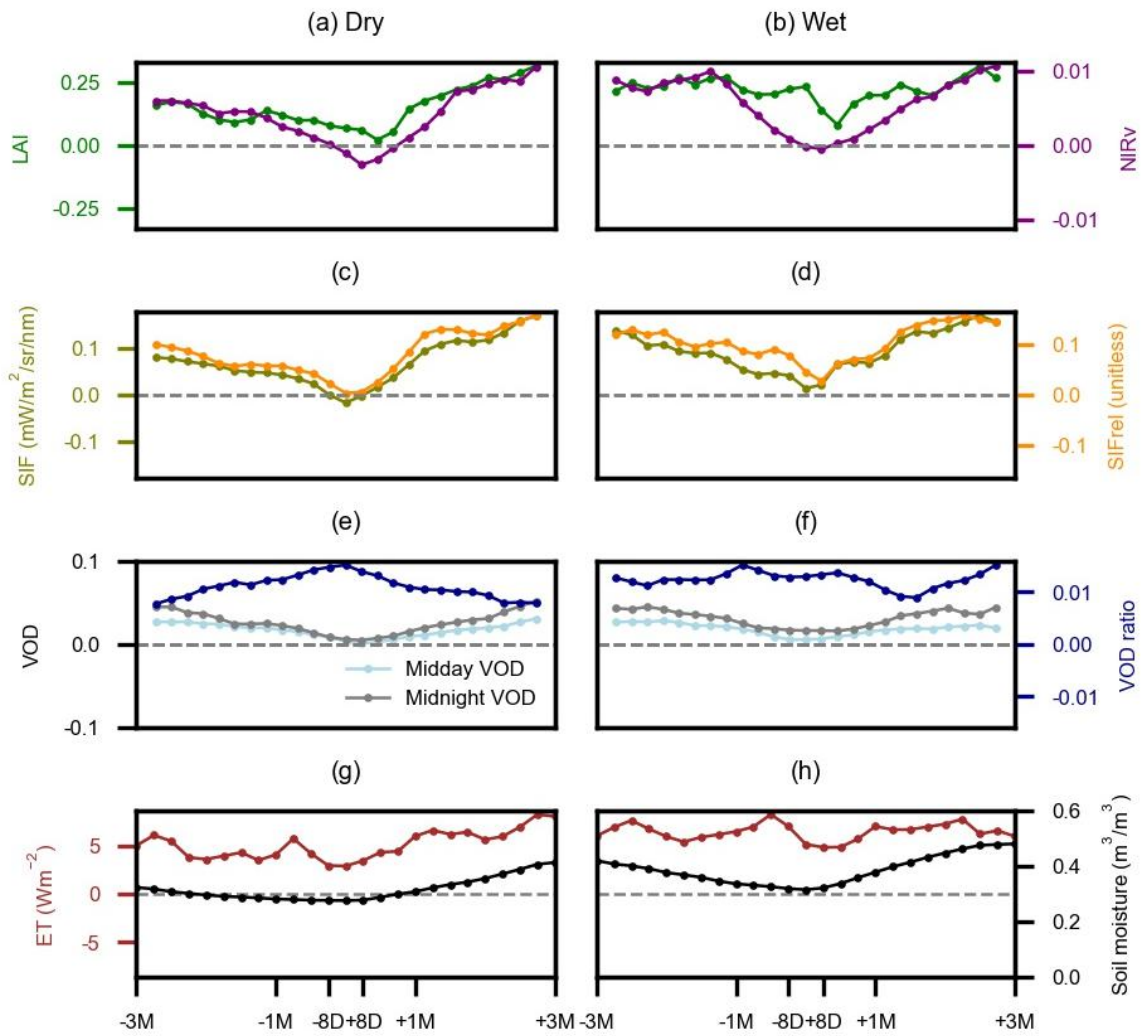 (a) Dry
(b) Wet
0.25
0.00
-0.25
LAI
0.01
0.00
-0.01
NIRv
(c)
(d)
0.1
0.0
-0.1
SIF (mW/m²/sr/nm)
0.1
0.0
-0.1
SIFrel (unitless)
(e)
(f)
0.1
0.0
-0.1
VOD
Midday VOD
Midnight VOD
0.01
0.00
-0.01
VOD ratio
(g)
(h)
5
0
-5
ET (Wm⁻²)
0.6
0.4
0.2
0.0
Soil moisture (m³/m³)
-3M -1M -8D +8D +1M +3M
-3M -1M -8D +8D +1M +3M